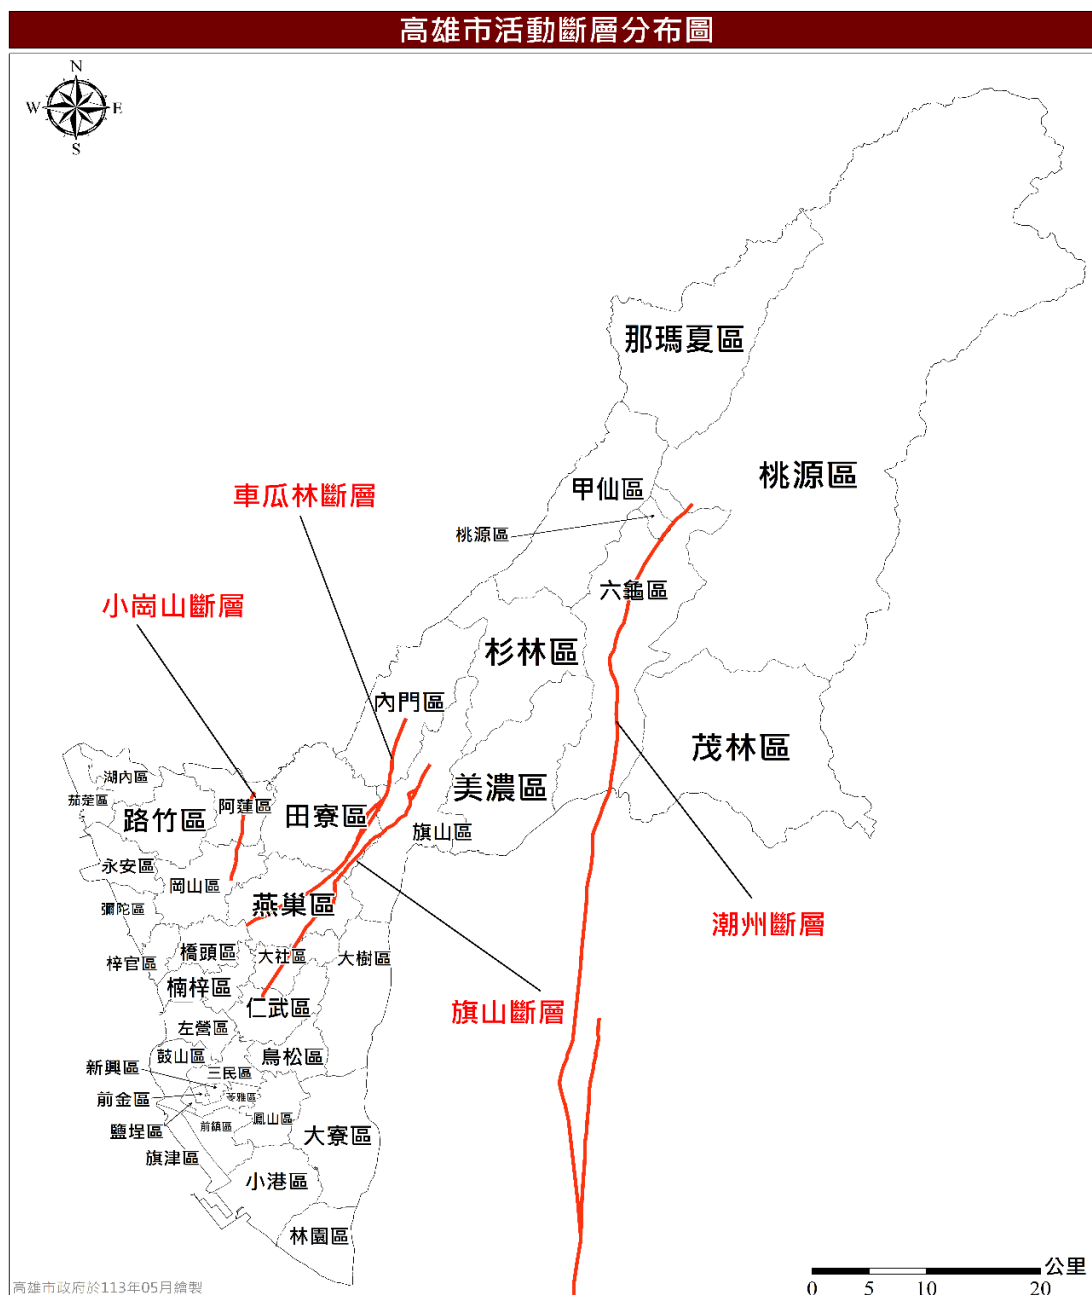 高雄市活動斷層分布圖
N
W
E
S
那瑪夏區
桃源區
甲仙區
車瓜林斷層
桃源區
六龜區
小崗山斷層
杉林區
內門區
茂林區
湖內區
美濃區
茄萣區
阿蓮區
田寮區
路竹區
旗山區
永安區
岡山區
燕巢區
彌陀區
潮州斷層
橋頭區
大社區
大樹區
梓官區
楠梓區
仁武區
旗山斷層
左營區
鼓山區
鳥松區
新興區
三民區
前金區
苓雅區
鹽埕區
前鎮區
鳳山區
大寮區
旗津區
小港區
林園區
公里
0 5 10 20
高雄市政府於113年05月繪製